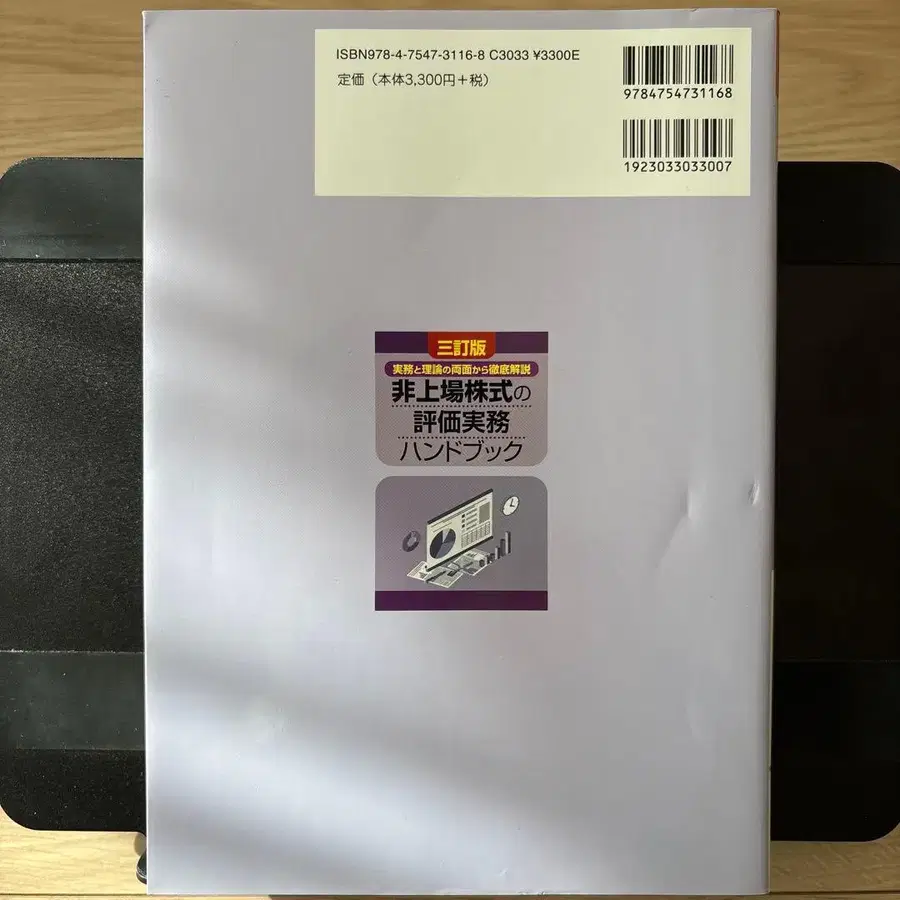 ISBN978-4-7547-3116-8 C3033 ¥3300E
定価（本体3,300円＋税）
9784754731168
1923033033007
三訂版
実務と理論の両面から徹底解説
非上場株式の
評価実務
ハンドブック